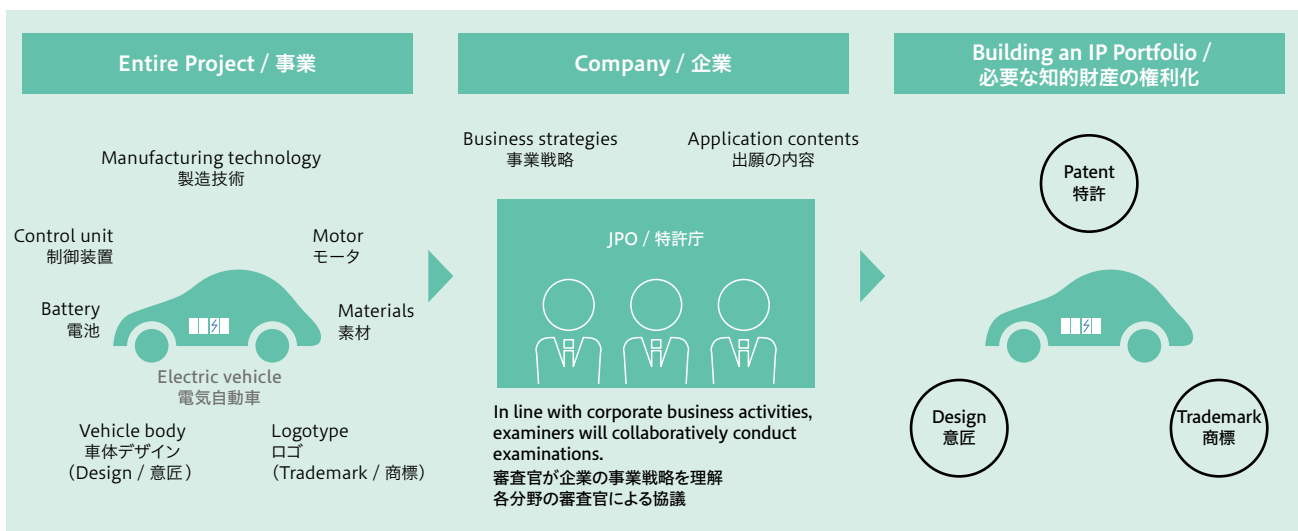 Entire Project / 事業
Company / 企業
Building an IP Portfolio /
必要な知的財産の権利化
Manufacturing technology
製造技術
Control unit
制御装置
Motor
モータ
Battery
電池
Materials
素材
Electric vehicle
電気自動車
Vehicle body
車体デザイン
（Design / 意匠）
Logotype
ロゴ
（Trademark / 商標）
Business strategies
事業戦略
Application contents
出願の内容
JPO / 特許庁
In line with corporate business activities,
examiners will collaboratively conduct
examinations.
審査官が企業の事業戦略を理解
各分野の審査官による協議
Patent
特許
Design
意匠
Trademark
商標